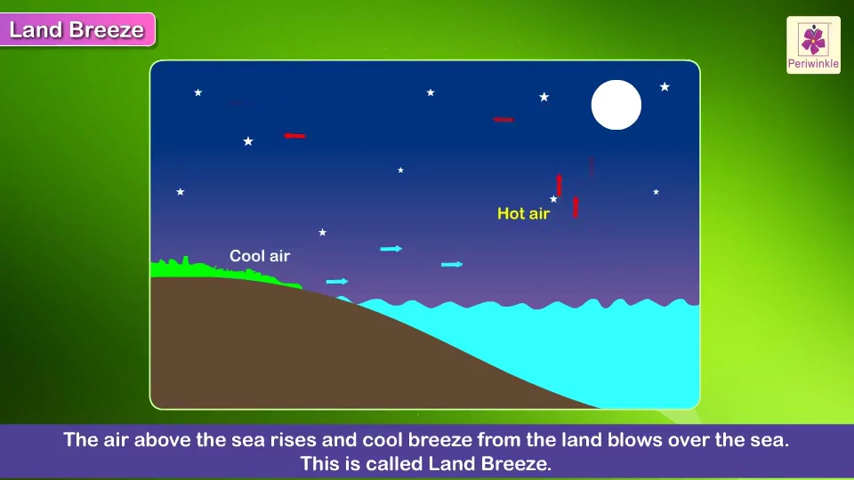 Land Breeze
Periwinkle
Hot air
Cool air
The air above the sea rises and cool breeze from the land blows over the sea.
This is called Land Breeze.